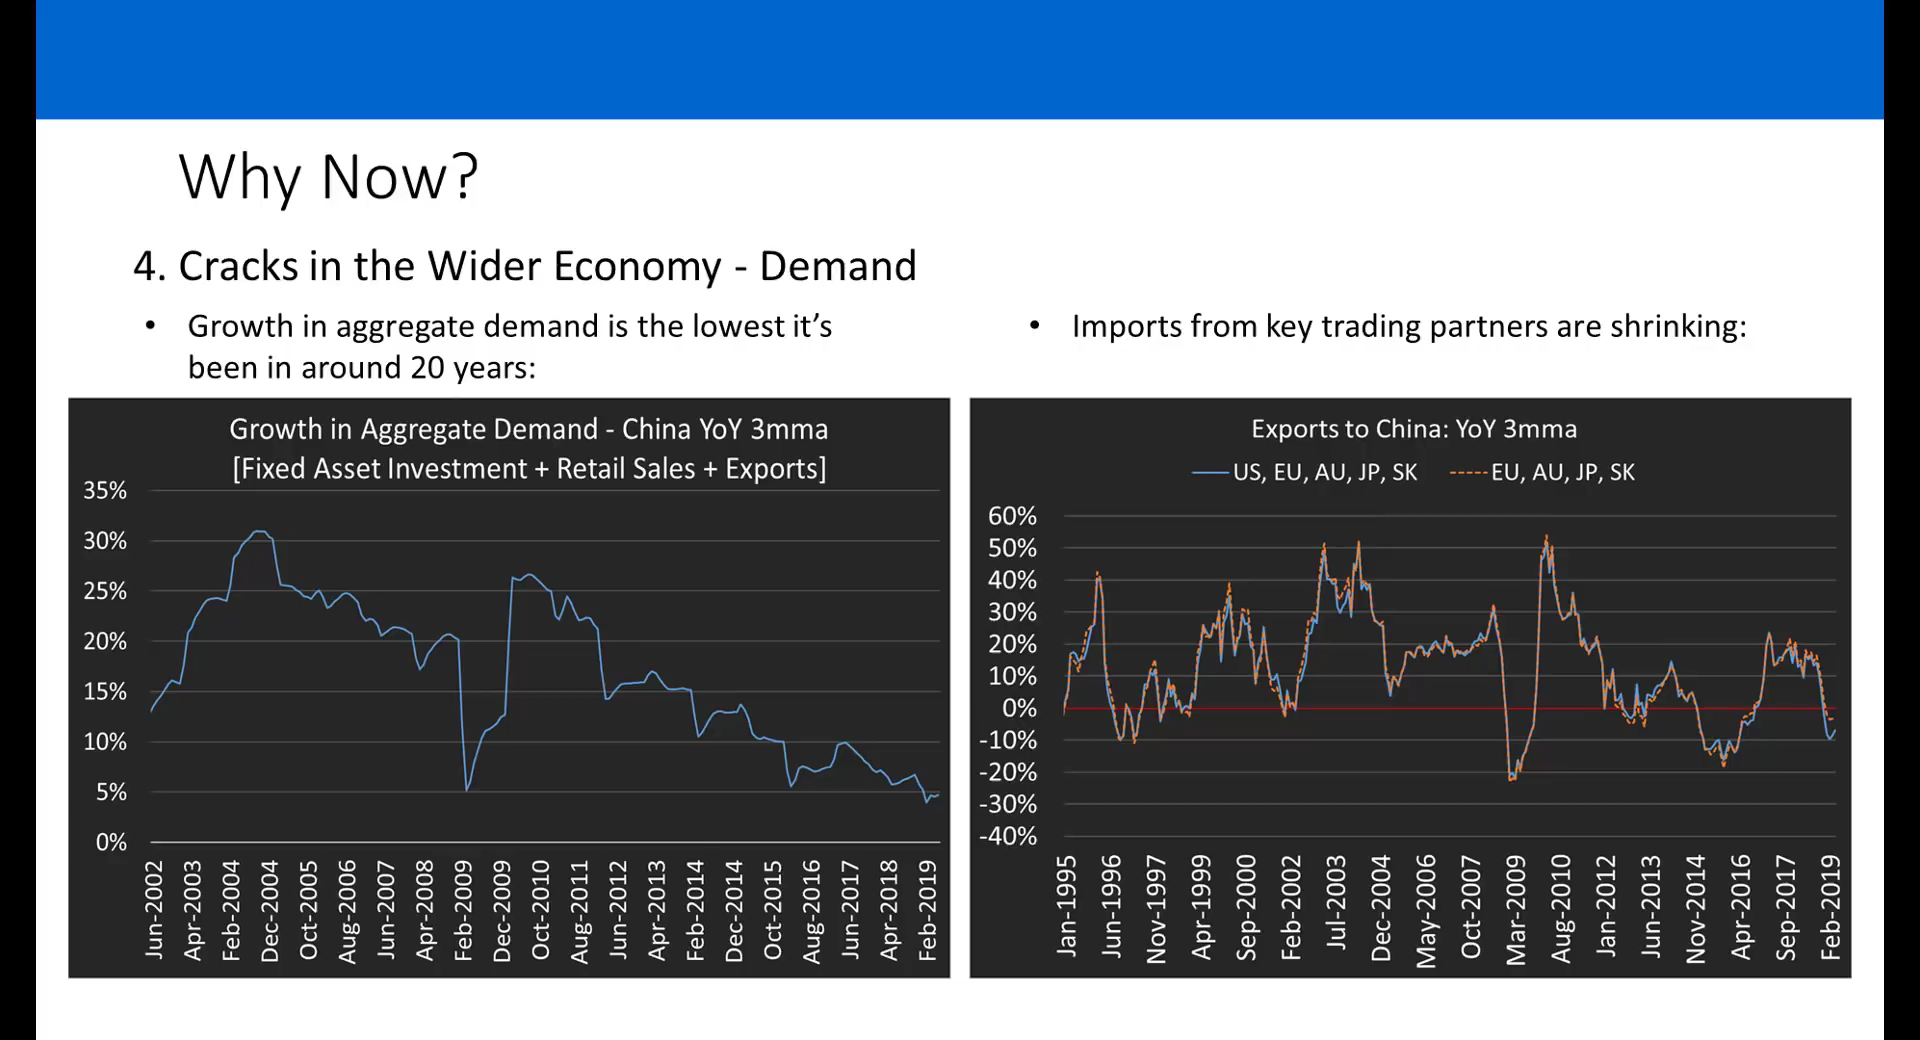 Why Now?
4. Cracks in the Wider Economy - Demand
• Growth in aggregate demand is the lowest it's
been in around 20 years:
• Imports from key trading partners are shrinking:
Growth in Aggregate Demand - China YoY 3mma
[Fixed Asset Investment + Retail Sales + Exports]
35%
30%
25%
20%
15%
10%
5%
0%
Jun-2002
Apr-2003
Feb-2004
Dec-2004
Oct-2005
Aug-2006
Jun-2007
Apr-2008
Feb-2009
Dec-2009
Oct-2010
Aug-2011
Jun-2012
Apr-2013
Feb-2014
Dec-2014
Oct-2015
Aug-2016
Jun-2017
Apr-2018
Feb-2019
Exports to China: YoY 3mma
US, EU, AU, JP, SK
EU, AU, JP, SK
60%
50%
40%
30%
20%
10%
0%
-10%
-20%
-30%
-40%
Jan-1995
Jun-1996
Nov-1997
Apr-1999
Sep-2000
Feb-2002
Jul-2003
Dec-2004
May-2006
Oct-2007
Mar-2009
Aug-2010
Jan-2012
Jun-2013
Nov-2014
Apr-2016
Sep-2017
Feb-2019